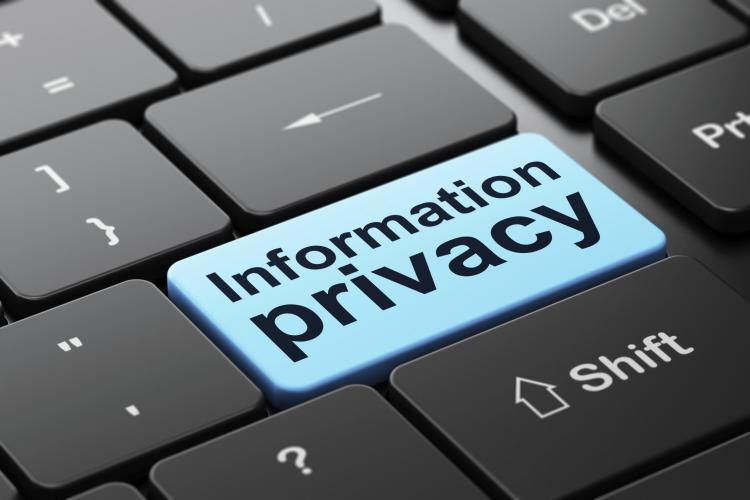 +
=
Del
Prt
]
}
Information
privacy
"
'
Shift
?